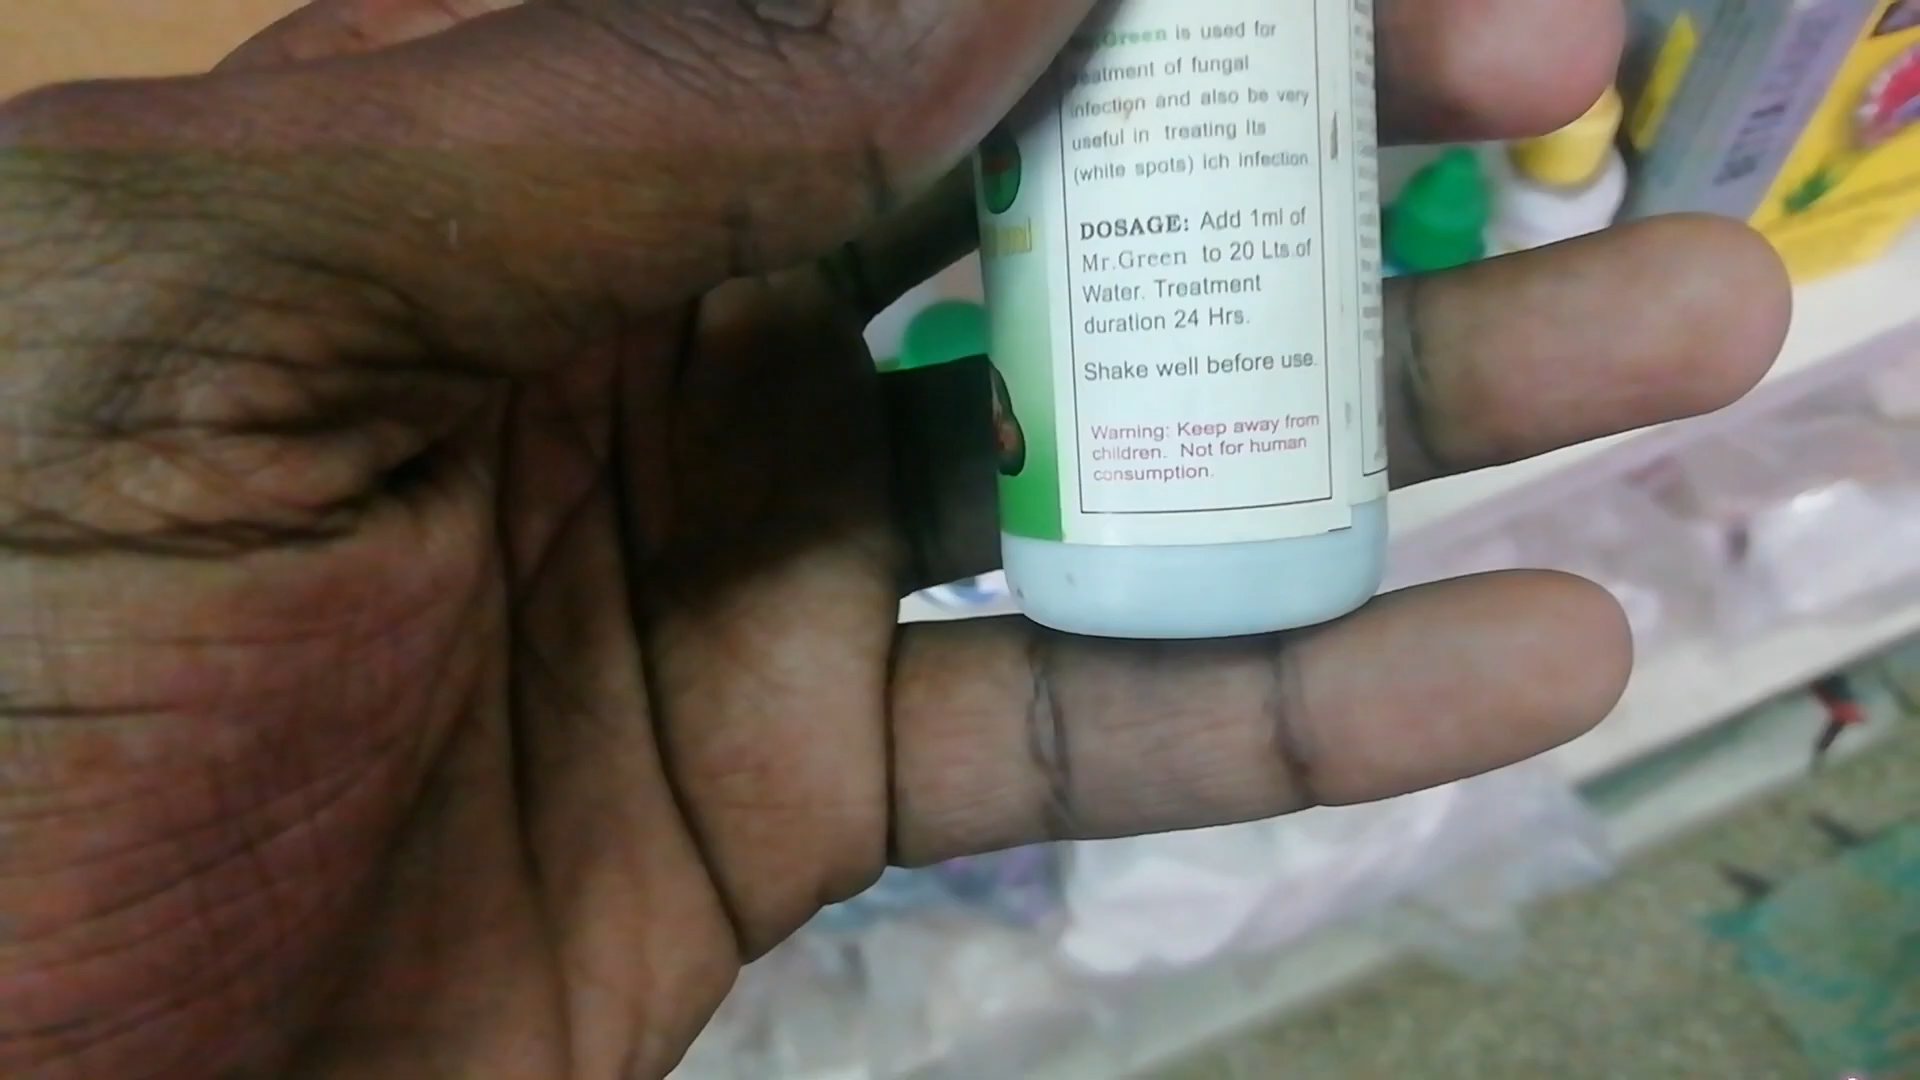 Green is used for
treatment of fungal
infection and also be very
useful in treating its
(white spots) ich infection
DOSAGE: Add 1ml of
Mr.Green to 20 Lts.of
Water. Treatment
duration 24 Hrs.
Shake well before use.
Warning: Keep away from
children. Not for human
consumption.